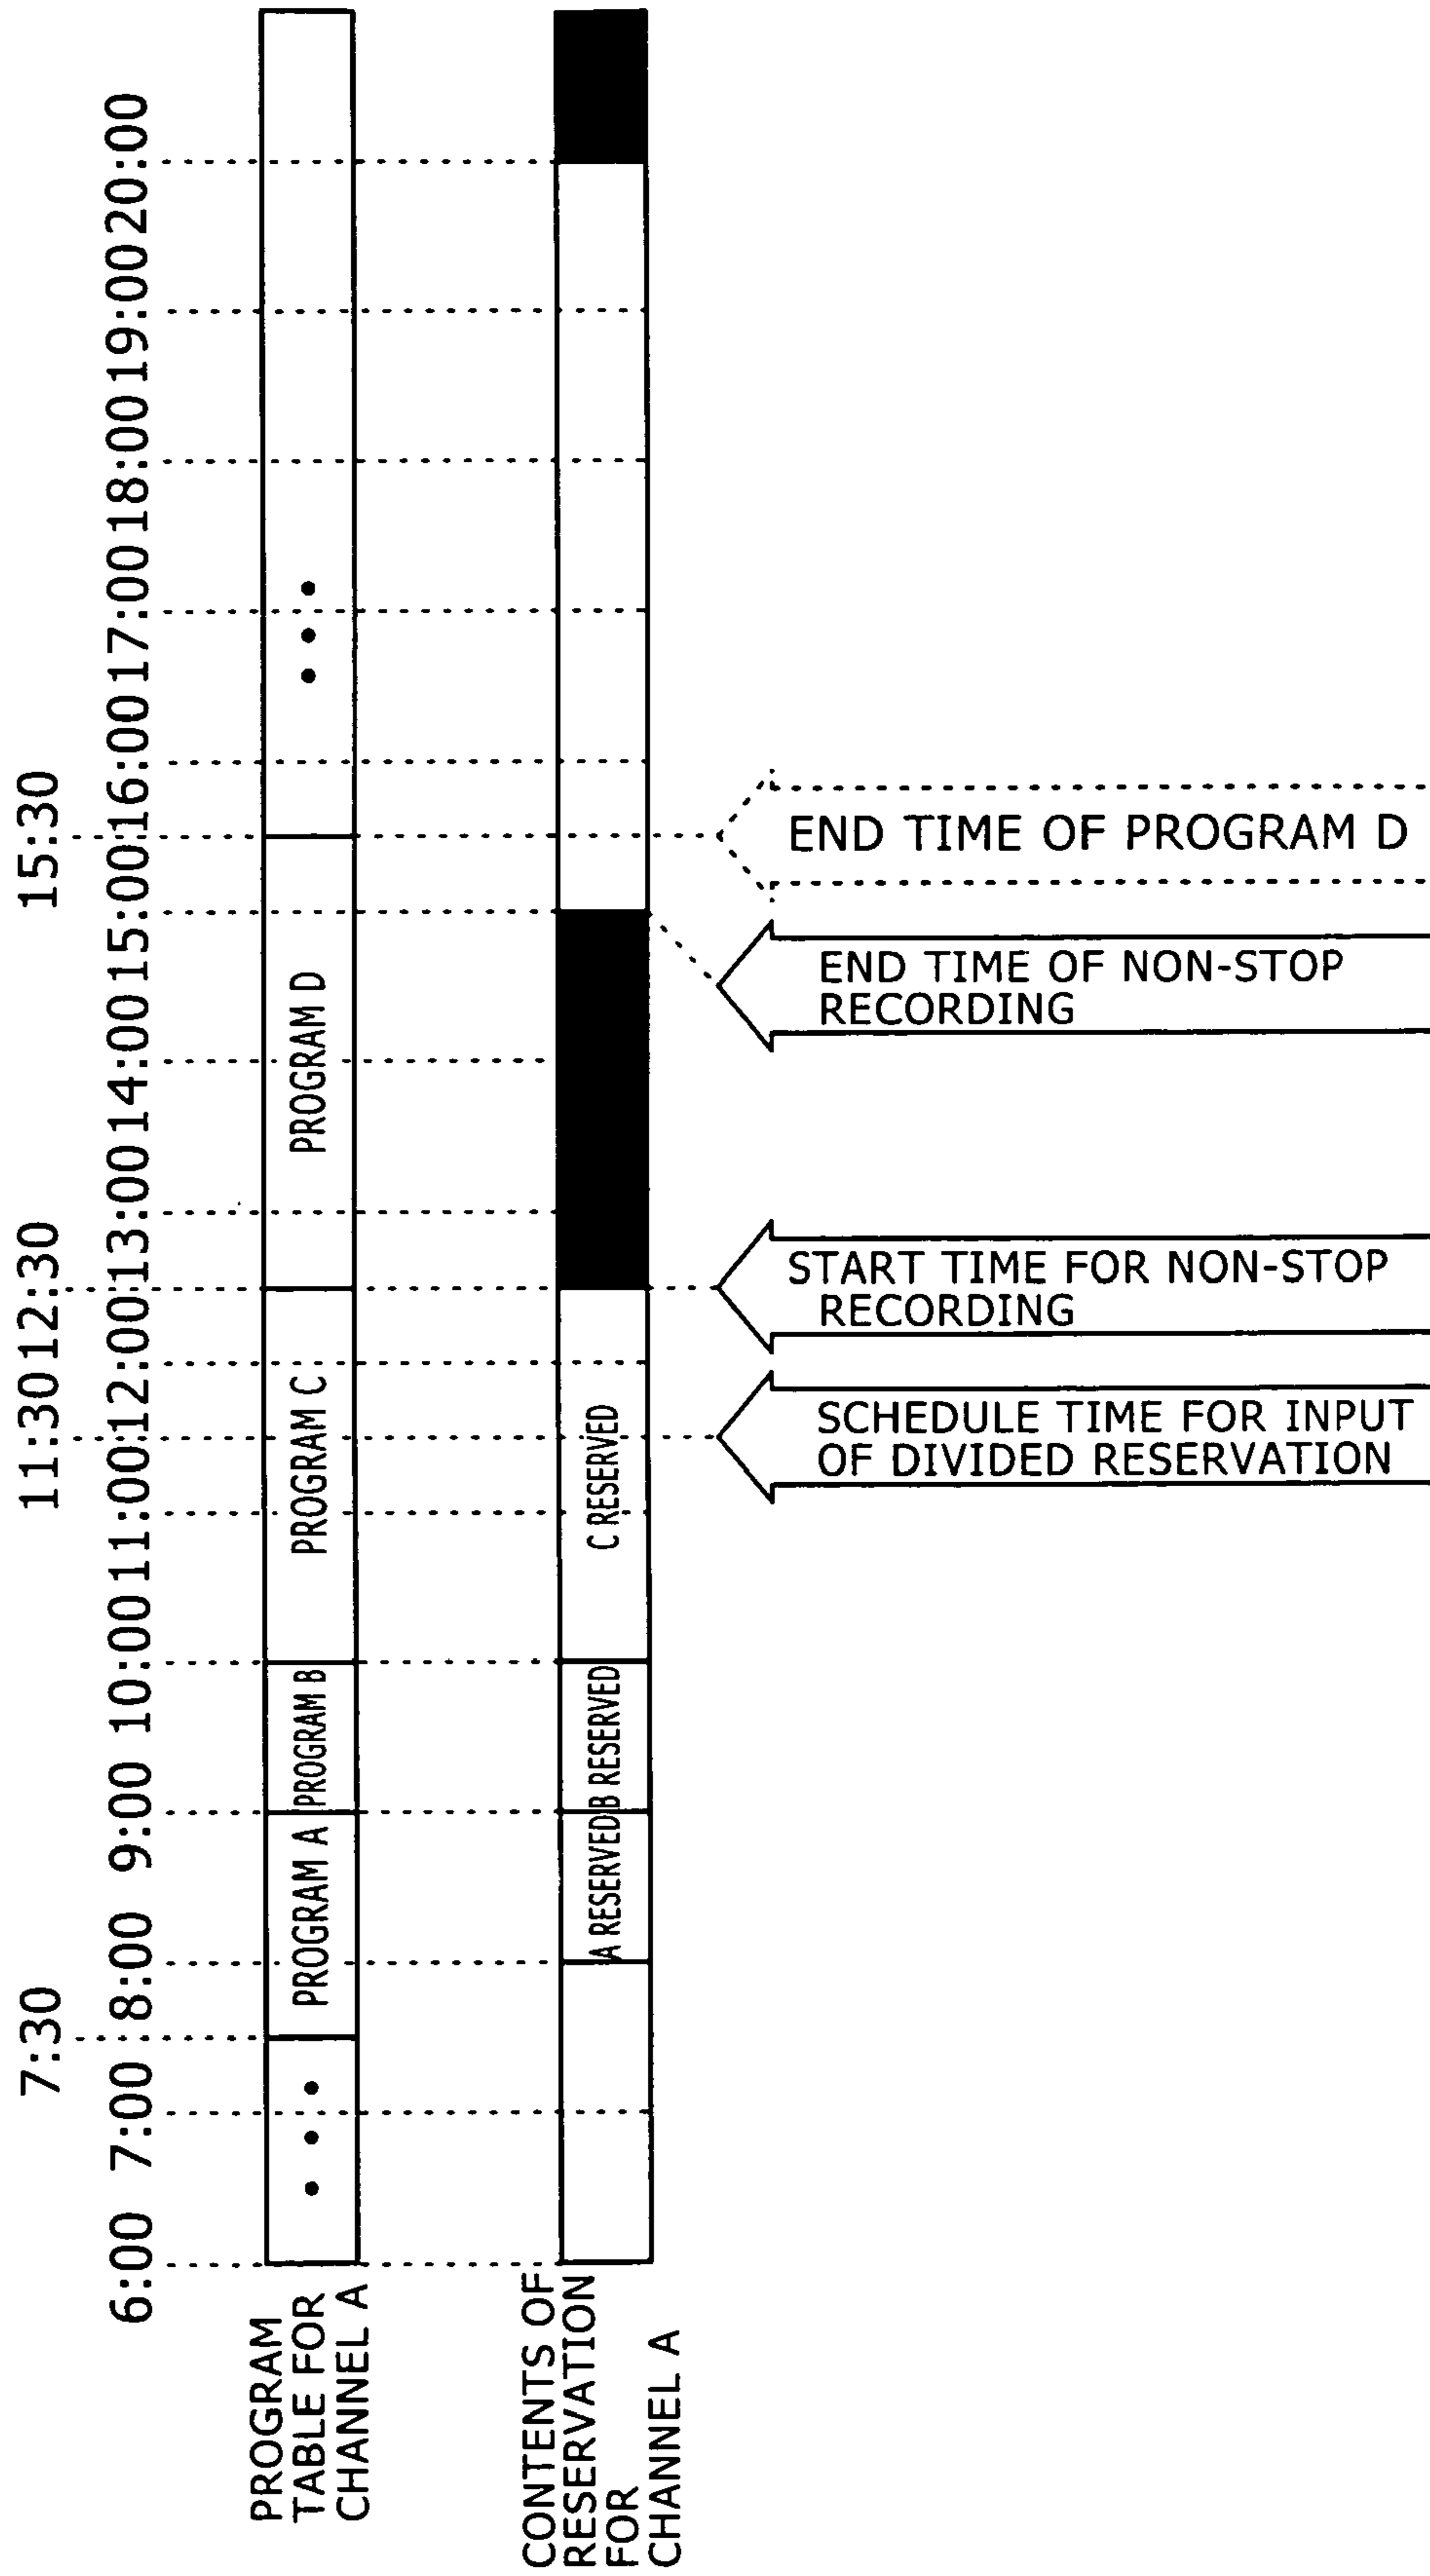 7:30
11:30
12:30
15:30
6:00 7:00 8:00 9:00 10:00 11:00 12:00 13:00 14:00 15:00 16:00 17:00 18:00 19:00 20:00
PROGRAM
TABLE FOR
CHANNEL A
PROGRAM A
PROGRAM B
PROGRAM C
PROGRAM D
CONTENTS OF
RESERVATION
FOR
CHANNEL A
A RESERVED
B RESERVED
C RESERVED
SCHEDULE TIME FOR INPUT
OF DIVIDED RESERVATION
START TIME FOR NON-STOP
RECORDING
END TIME OF NON-STOP
RECORDING
END TIME OF PROGRAM D